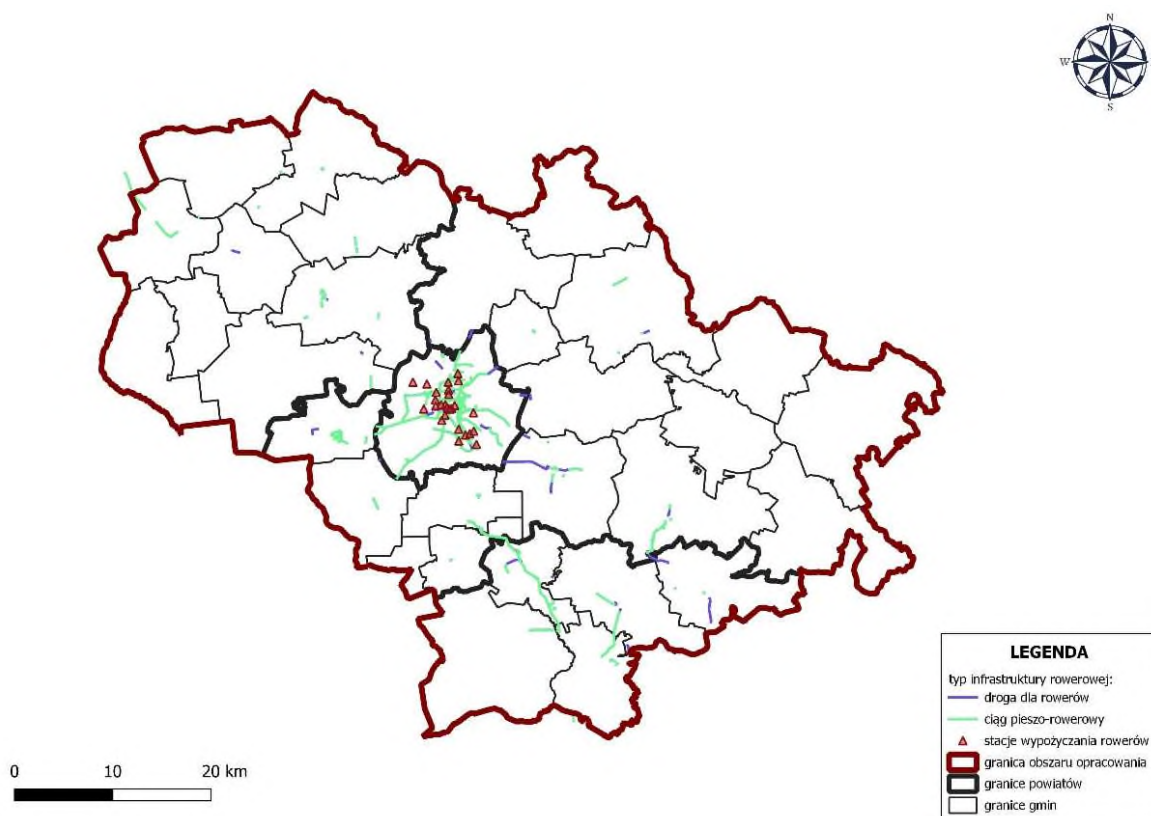 N
W
E
S
LEGENDA
typ infrastruktury rowerowej:
droga dla rowerów
ciąg pieszo-rowerowy
stacje wypożyczania rowerów
granica obszaru opracowania
granice powiatów
granice gmin
0 10 20 km